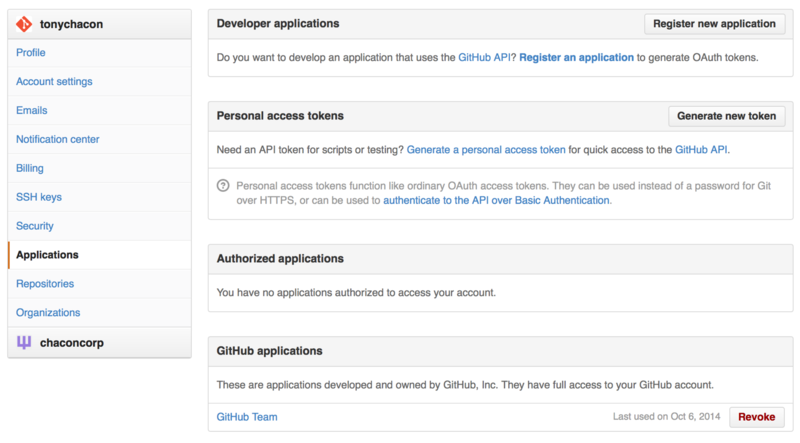 tonychacon
Profile
Account settings
Emails
Notification center
Billing
SSH keys
Security
Applications
Repositories
Organizations
chaconcorp
Developer applications
Register new application
Do you want to develop an application that uses the GitHub API? Register an application to generate OAuth tokens.
Personal access tokens
Generate new token
Need an API token for scripts or testing? Generate a personal access token for quick access to the GitHub API.
? Personal access tokens function like ordinary OAuth access tokens. They can be used instead of a password for Git
over HTTPS, or can be used to authenticate to the API over Basic Authentication.
Authorized applications
You have no applications authorized to access your account.
GitHub applications
These are applications developed and owned by GitHub, Inc. They have full access to your GitHub account.
GitHub Team
Last used on Oct 6, 2014
Revoke